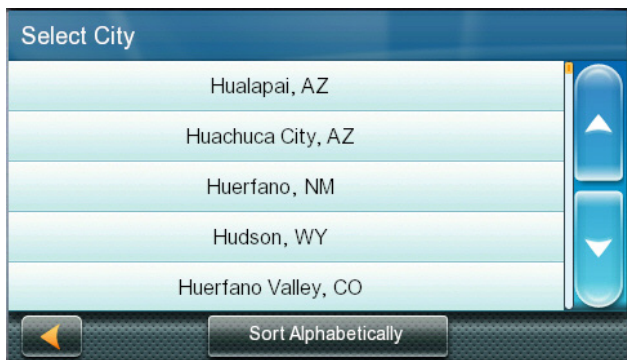 Select City
Hualapai, AZ
Huachuca City, AZ
Huerfano, NM
Hudson, WY
Huerfano Valley, CO
Sort Alphabetically